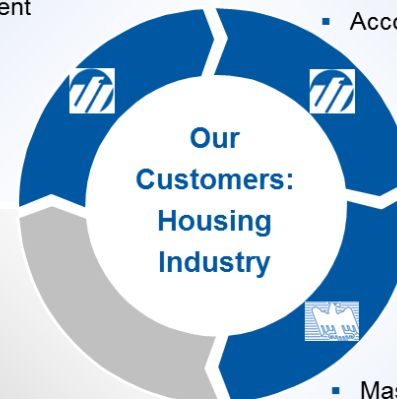 ent
▪ Acco
Our
Customers:
Housing
Industry
▪ Mas